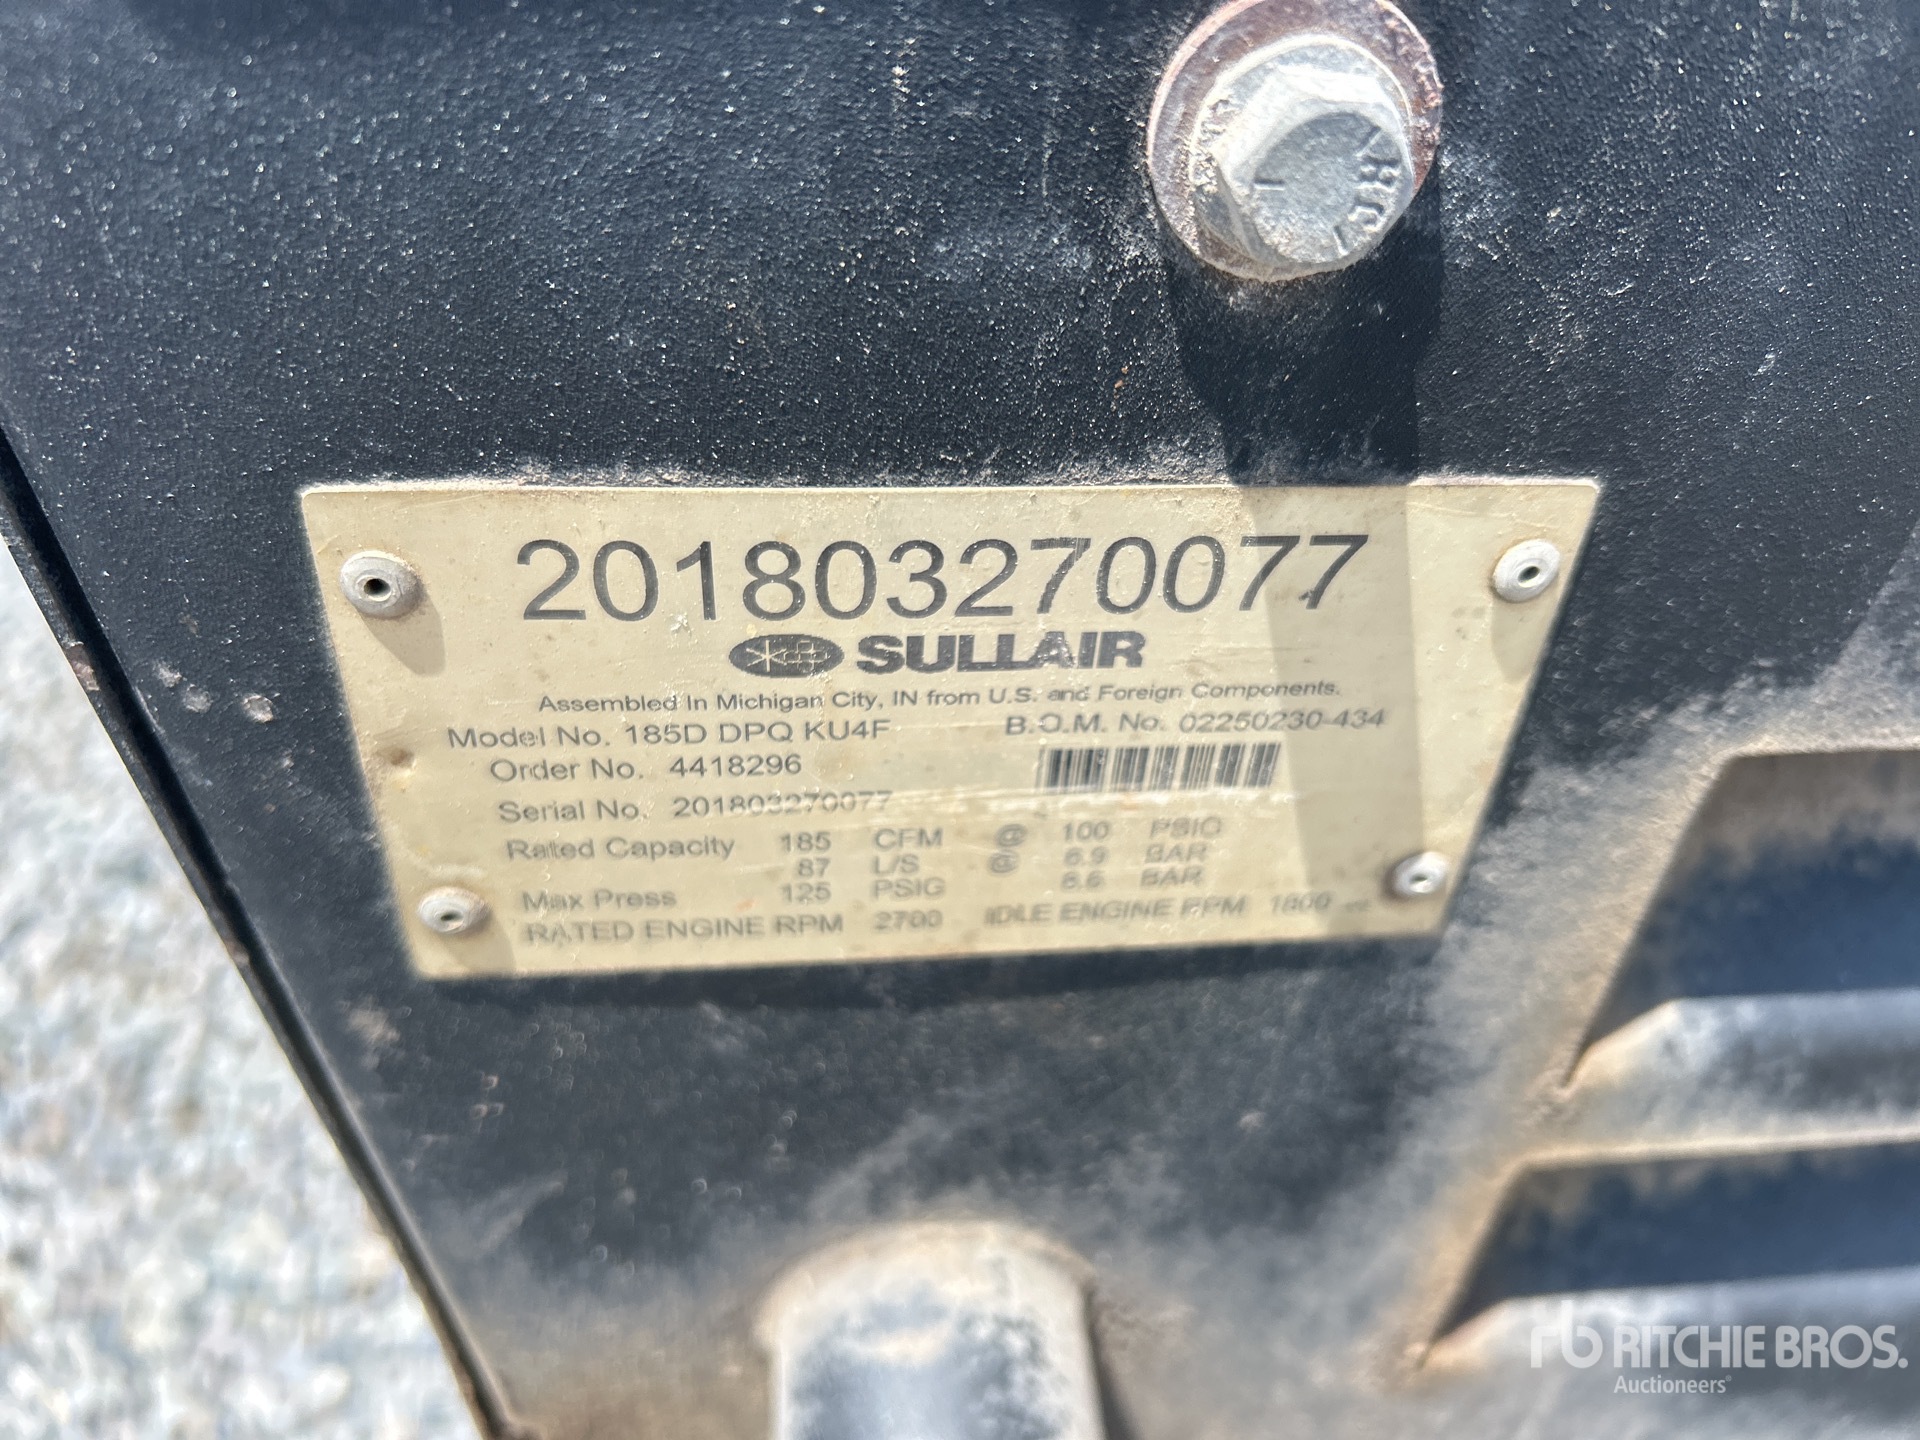 JBR
201803270077
SULLAIR
Assembled In Michigan City, IN from U.S. and Foreign Components.
Model No. 185D DPQ KU4F B.O.M. No. 02250230-434
Order No. 4418296
Serial No. 201803270077
Rated Capacity 185 CFM @ 100 PSIG
87 L/S @ 6.9 BAR
Max Press 125 PSIG 8.6 BAR
RATED ENGINE RPM 2700 IDLE ENGINE RPM 1800
rb RITCHIE BROS.
Auctioneers